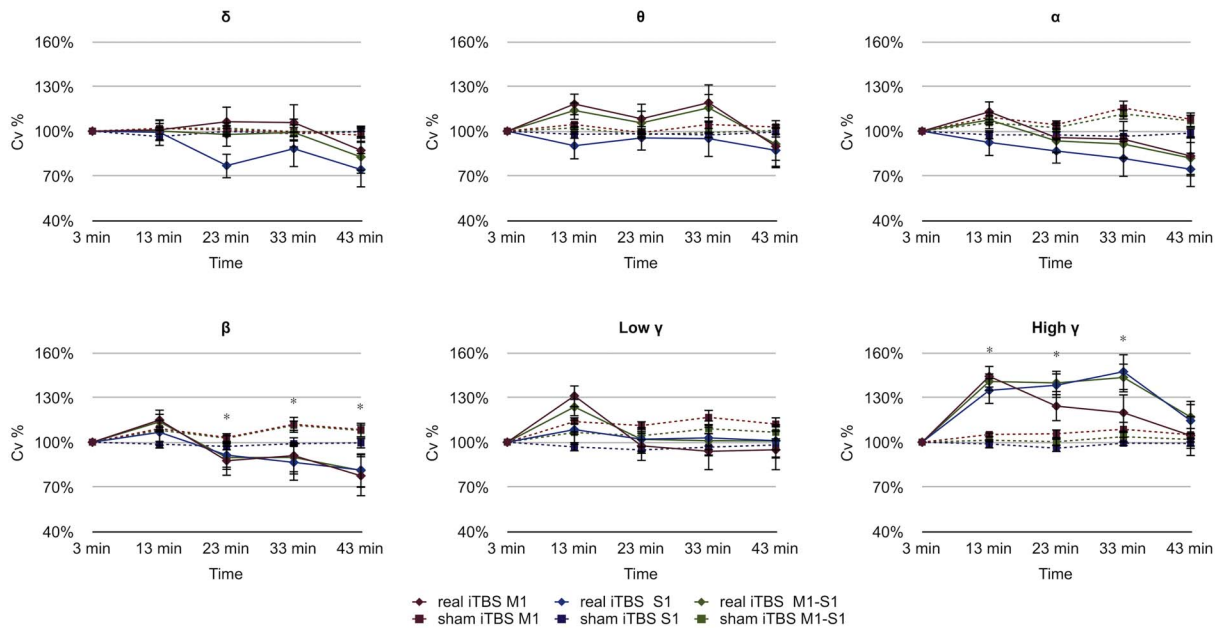 δ
θ
α
160%
130%
100%
70%
40%
Cv %
3 min 13 min 23 min 33 min 43 min
Time
160%
130%
100%
70%
40%
Cv %
3 min 13 min 23 min 33 min 43 min
Time
160%
130%
100%
70%
40%
Cv %
3 min 13 min 23 min 33 min 43 min
Time
β
Low γ
High γ
160%
130%
100%
70%
40%
Cv %
* * *
3 min 13 min 23 min 33 min 43 min
Time
160%
130%
100%
70%
40%
Cv %
3 min 13 min 23 min 33 min 43 min
Time
160%
130%
100%
70%
40%
Cv %
* * *
3 min 13 min 23 min 33 min 43 min
Time
real iTBS M1 real iTBS S1 real iTBS M1-S1
sham iTBS M1 sham iTBS S1 sham iTBS M1-S1